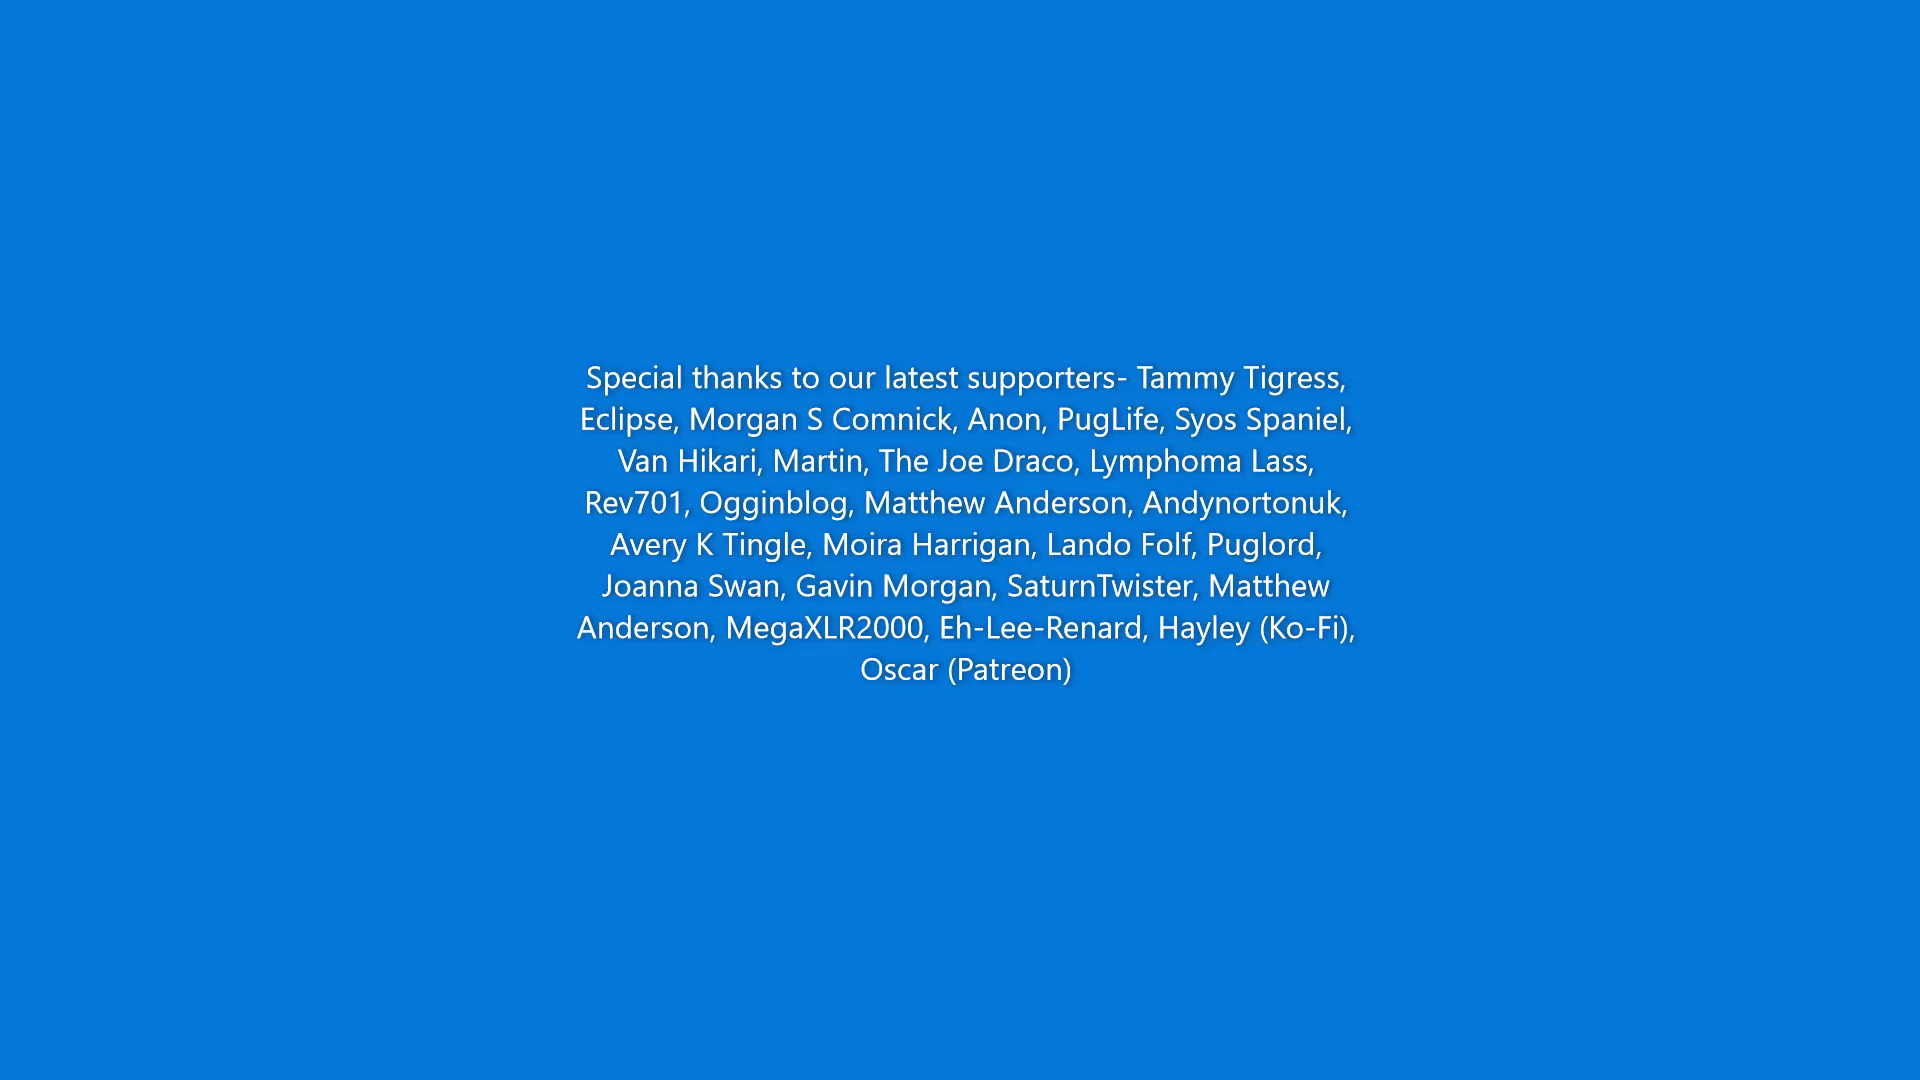 Special thanks to our latest supporters- Tammy Tigress,
Eclipse, Morgan S Comnick, Anon, PugLife, Syos Spaniel,
Van Hikari, Martin, The Joe Draco, Lymphoma Lass,
Rev701, Ogginblog, Matthew Anderson, Andynortonuk,
Avery K Tingle, Moira Harrigan, Lando Folf, Puglord,
Joanna Swan, Gavin Morgan, SaturnTwister, Matthew
Anderson, MegaXLR2000, Eh-Lee-Renard, Hayley (Ko-Fi),
Oscar (Patreon)